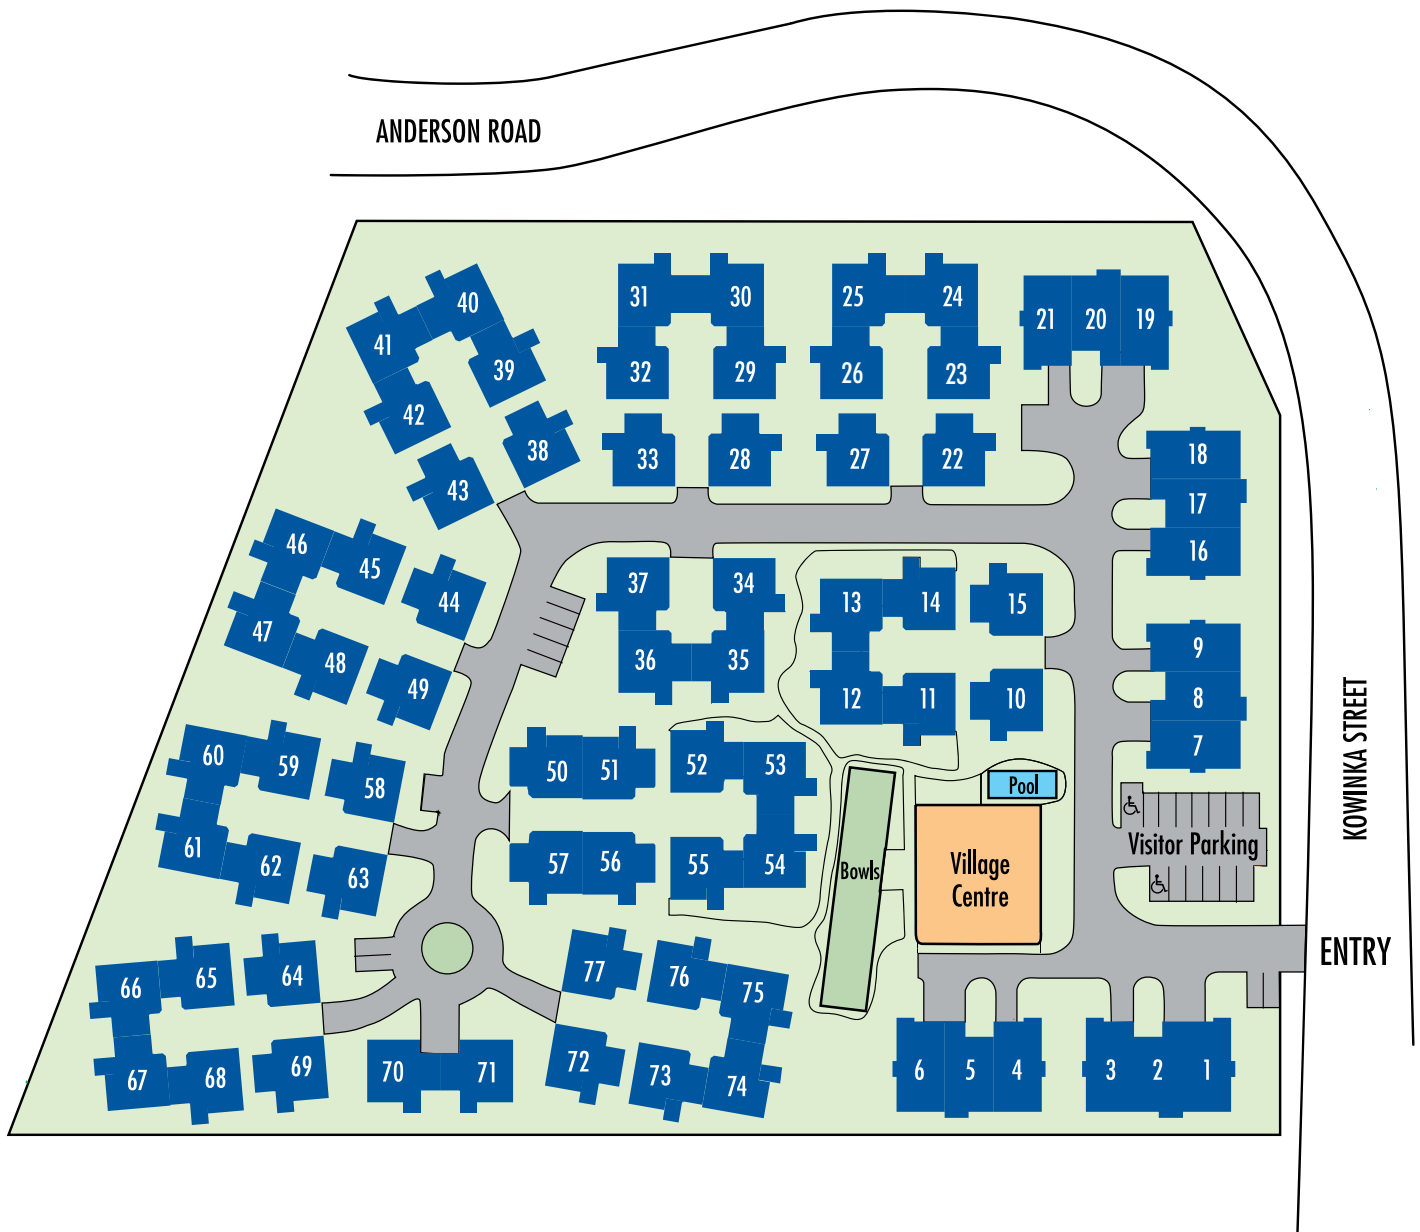 ANDERSON ROAD
31 30 25 24 21 20 19
40
41
39 32 29 26 23
42
38 33 28 27 22 18
43
17
46 45 16
44 37 34 13 14 15
47
48 36 35 9
49 12 11 10 8
60 59 50 51 52 53 7
58 Pool
KOWINKA STREET
61 62 63 57 56 55 54
Bowls
Village
Centre
Visitor Parking
ENTRY
66 65 64 77 76 75
67 68 69 70 71 72 73 74
6 5 4 3 2 1